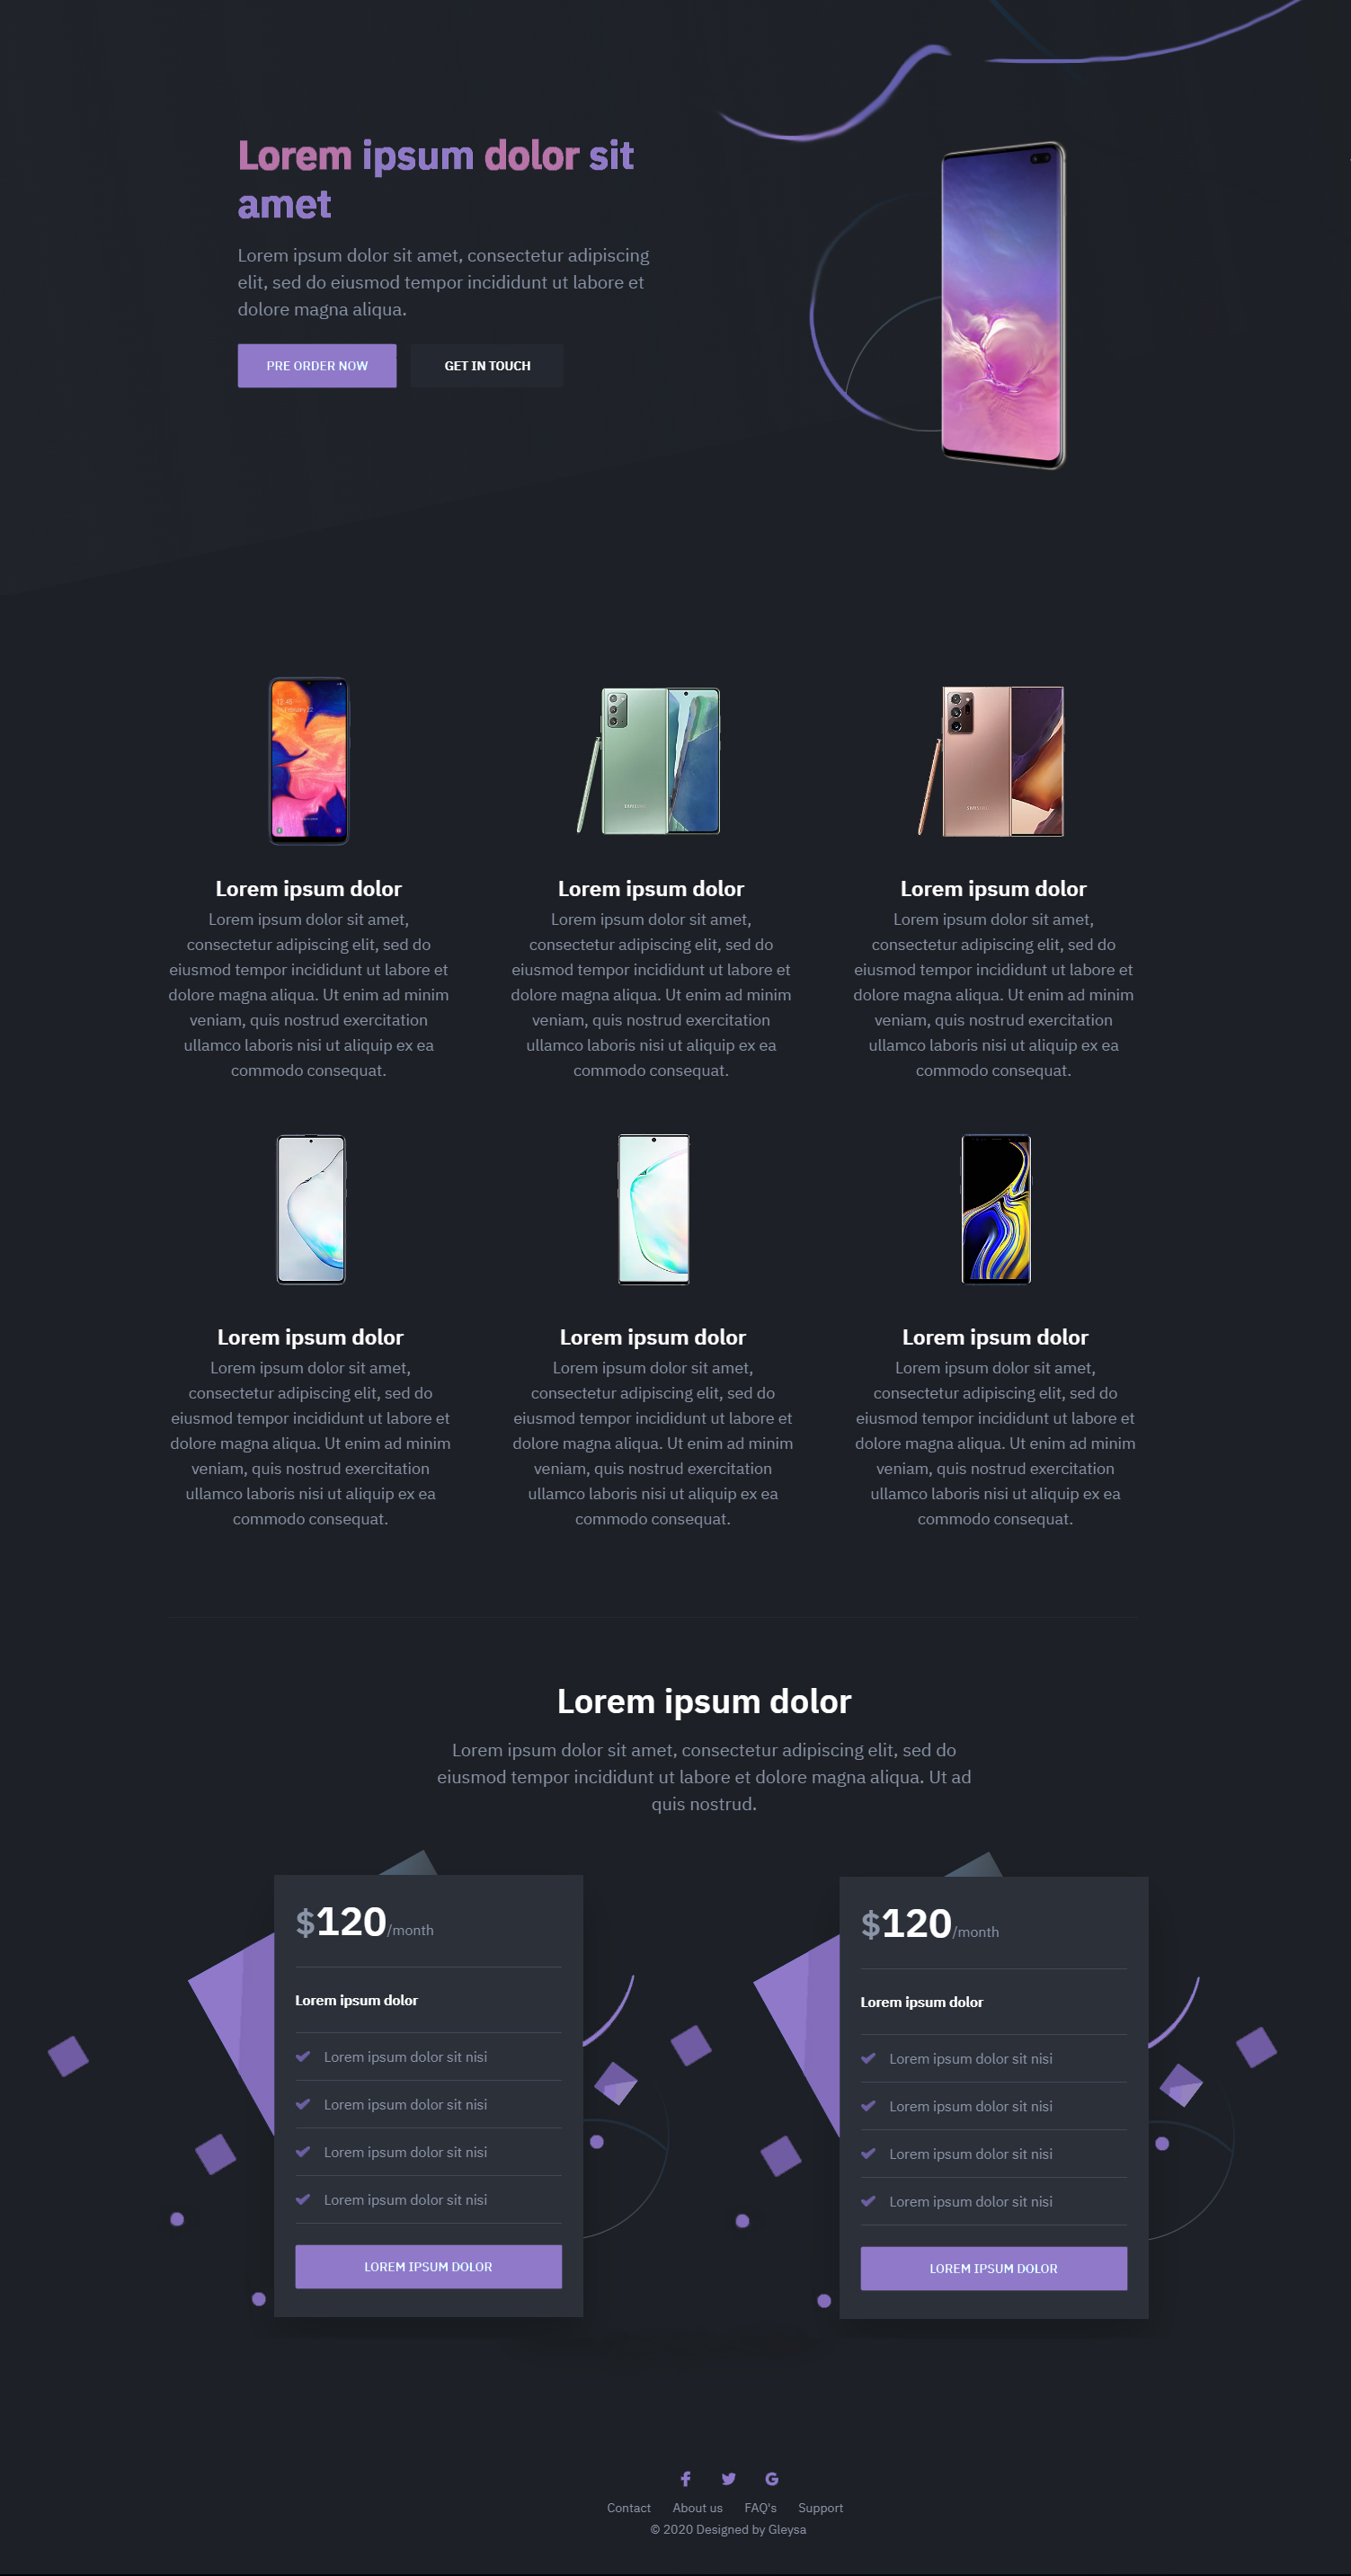 Lorem ipsum dolor sit
amet
Lorem ipsum dolor sit amet, consectetur adipiscing
elit, sed do eiusmod tempor incididunt ut labore et
dolore magna aliqua.
PRE ORDER NOW
GET IN TOUCH
Lorem ipsum dolor
Lorem ipsum dolor sit amet,
consectetur adipiscing elit, sed do
eiusmod tempor incididunt ut labore et
dolore magna aliqua. Ut enim ad minim
veniam, quis nostrud exercitation
ullamco laboris nisi ut aliquip ex ea
commodo consequat.
Lorem ipsum dolor
Lorem ipsum dolor sit amet,
consectetur adipiscing elit, sed do
eiusmod tempor incididunt ut labore et
dolore magna aliqua. Ut enim ad minim
veniam, quis nostrud exercitation
ullamco laboris nisi ut aliquip ex ea
commodo consequat.
SAMSUNG
Lorem ipsum dolor
Lorem ipsum dolor sit amet,
consectetur adipiscing elit, sed do
eiusmod tempor incididunt ut labore et
dolore magna aliqua. Ut enim ad minim
veniam, quis nostrud exercitation
ullamco laboris nisi ut aliquip ex ea
commodo consequat.
Lorem ipsum dolor
Lorem ipsum dolor sit amet,
consectetur adipiscing elit, sed do
eiusmod tempor incididunt ut labore et
dolore magna aliqua. Ut enim ad minim
veniam, quis nostrud exercitation
ullamco laboris nisi ut aliquip ex ea
commodo consequat.
Lorem ipsum dolor
Lorem ipsum dolor sit amet,
consectetur adipiscing elit, sed do
eiusmod tempor incididunt ut labore et
dolore magna aliqua. Ut enim ad minim
veniam, quis nostrud exercitation
ullamco laboris nisi ut aliquip ex ea
commodo consequat.
Lorem ipsum dolor
Lorem ipsum dolor sit amet,
consectetur adipiscing elit, sed do
eiusmod tempor incididunt ut labore et
dolore magna aliqua. Ut enim ad minim
veniam, quis nostrud exercitation
ullamco laboris nisi ut aliquip ex ea
commodo consequat.
Lorem ipsum dolor
Lorem ipsum dolor sit amet, consectetur adipiscing elit, sed do
eiusmod tempor incididunt ut labore et dolore magna aliqua. Ut ad
quis nostrud.
$120/month
Lorem ipsum dolor
Lorem ipsum dolor sit nisi
Lorem ipsum dolor sit nisi
Lorem ipsum dolor sit nisi
Lorem ipsum dolor sit nisi
LOREM IPSUM DOLOR
$120/month
Lorem ipsum dolor
Lorem ipsum dolor sit nisi
Lorem ipsum dolor sit nisi
Lorem ipsum dolor sit nisi
Lorem ipsum dolor sit nisi
LOREM IPSUM DOLOR
Contact About us FAQ's Support
© 2020 Designed by Gleysa